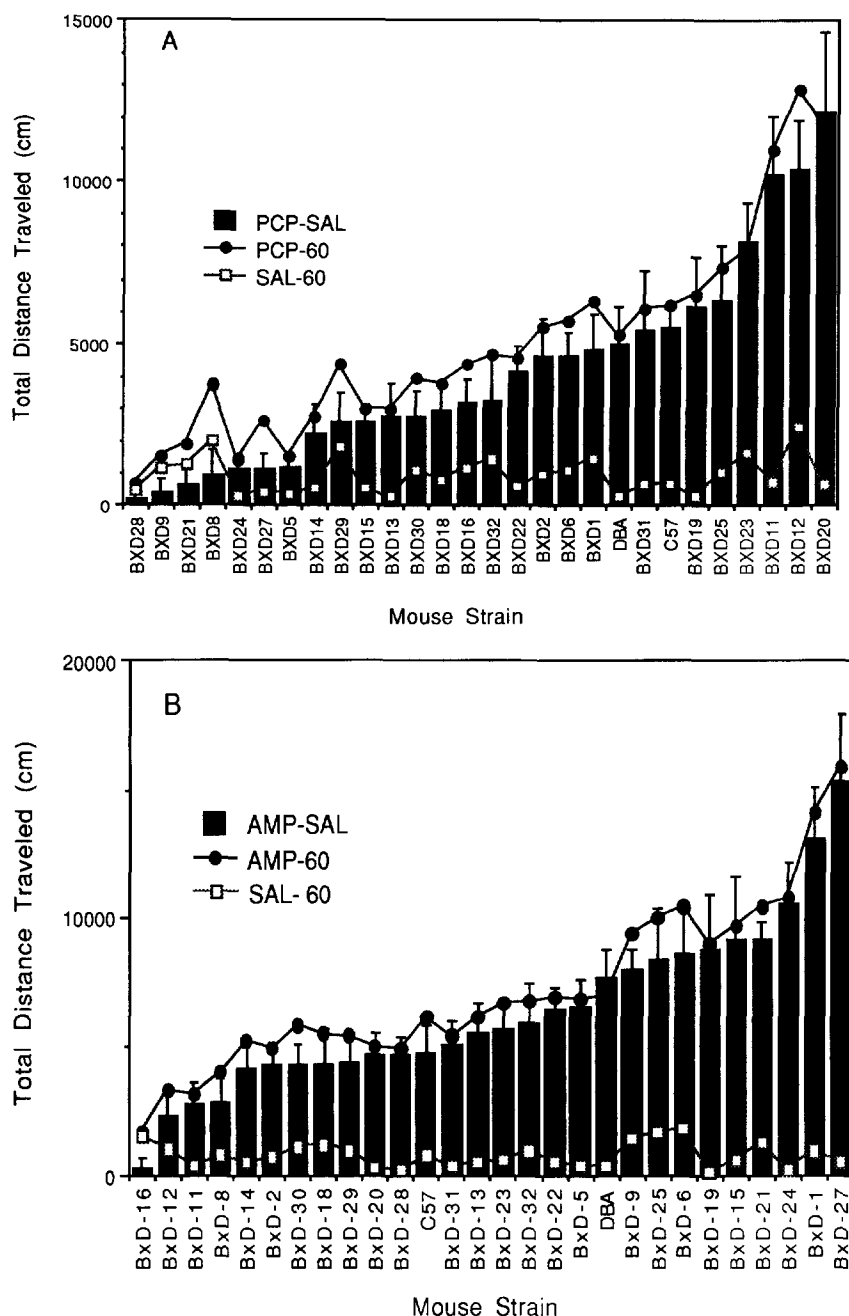 15000
A
10000
5000
0
Total Distance Traveled (cm)
PCP-SAL
PCP-60
SAL-60
BXD28
BXD9
BXD21
BXD8
BXD24
BXD27
BXD5
BXD14
BXD29
BXD15
BXD13
BXD30
BXD18
BXD16
BXD32
BXD22
BXD2
BXD6
BXD1
DBA
BXD31
C57
BXD19
BXD25
BXD23
BXD11
BXD12
BXD20
Mouse Strain
20000
B
10000
0
Total Distance Traveled (cm)
AMP-SAL
AMP-60
SAL- 60
BxD-16
BxD-12
BxD-11
BxD-8
BxD-14
BxD-2
BxD-30
BxD-18
BxD-29
BxD-20
BxD-28
C57
BxD-31
BxD-13
BxD-23
BxD-32
BxD-22
BxD-5
DBA
BxD-9
BxD-25
BxD-6
BxD-19
BxD-15
BxD-21
BxD-24
BxD-1
BxD-27
Mouse Strain